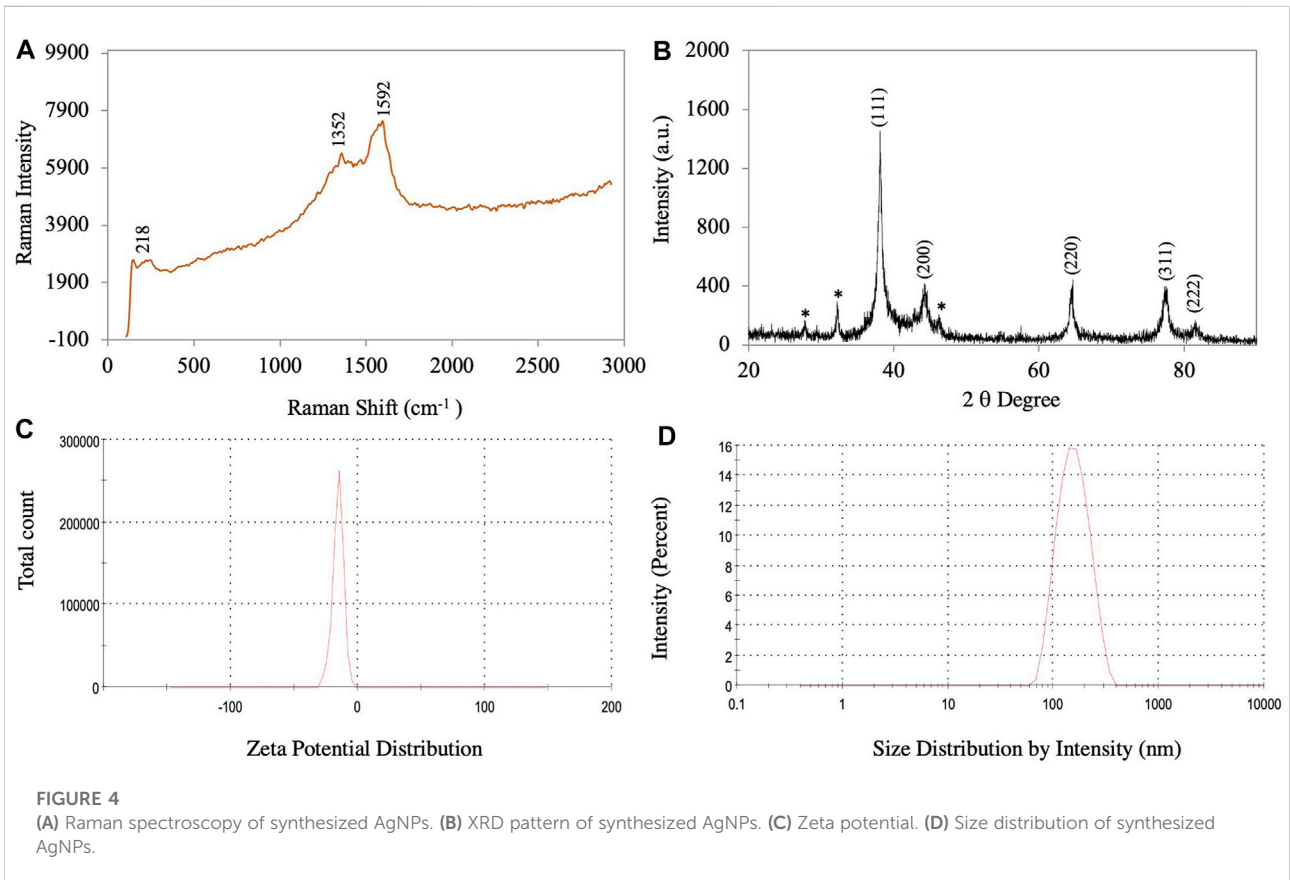 A
9900
7900
5900
3900
1900
-100
Raman Intensity
218
1352
1592
0 500 1000 1500 2000 2500 3000
Raman Shift (cm-1 )
B
2000
1600
1200
800
400
0
Intensity (a.u.)
*
*
(111)
(200)
*
(220)
(311)
(222)
20 40 60 80
2 θ Degree
C
300000
200000
100000
0
Total count
-100 0 100 200
Zeta Potential Distribution
D
16
14
12
10
8
6
4
2
0
Intensity (Percent)
0.1 1 10 100 1000 10000
Size Distribution by Intensity (nm)
FIGURE 4
(A) Raman spectroscopy of synthesized AgNPs. (B) XRD pattern of synthesized AgNPs. (C) Zeta potential. (D) Size distribution of synthesized
AgNPs.